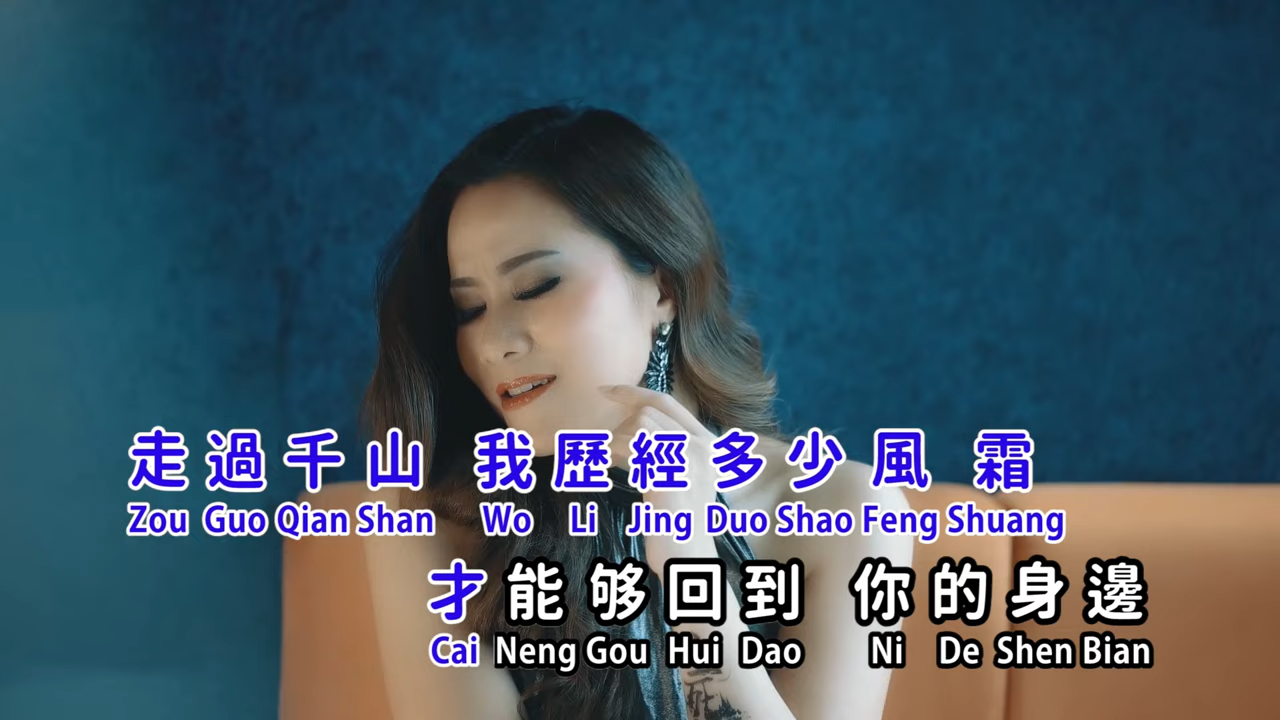 走過千山 我歷經多少風 霜
Zou Guo Qian Shan Wo Li Jing Duo Shao Feng Shuang
才能够回到 你的身邊
Cai Neng Gou Hui Dao Ni De Shen Bian